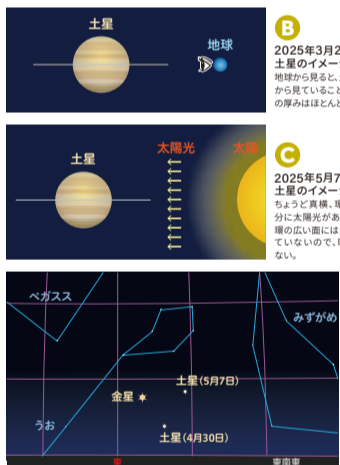 土星
地球
B
2025年3月2
土星のイメー
地球から見ると、
から見ていること
の厚みはほとんと
土星
太陽光
太陽
C
2025年5月7
土星のイメー
ちょうど真横、環
分に太陽光があ
環の広い面には
ていないので、
ない。
ペガスス
みずがめ
金星
土星(5月7日)
うお
土星(4月30日)
東
東南東